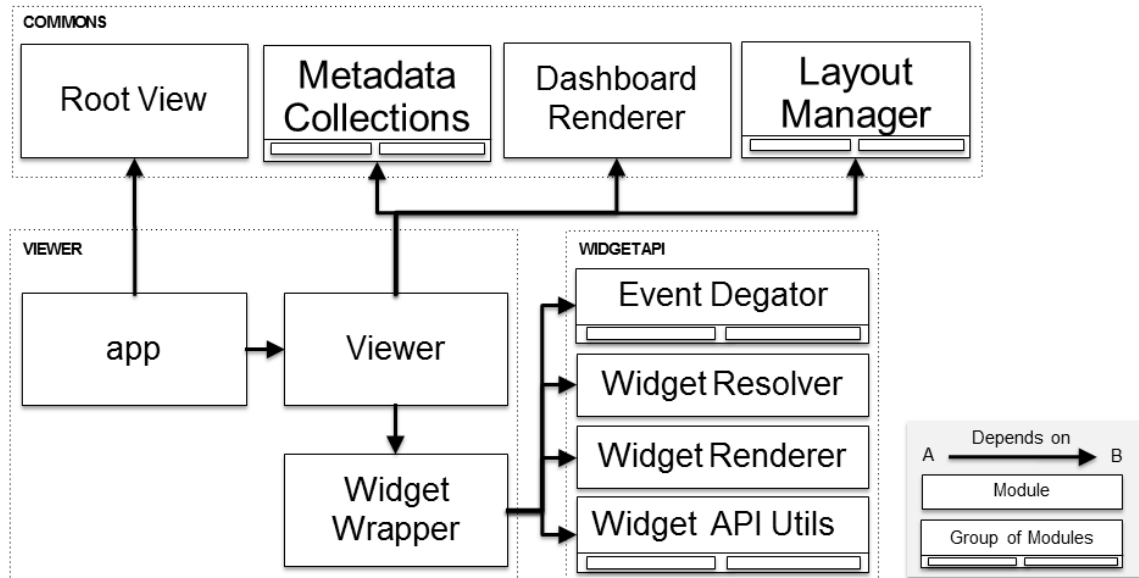 COMMONS
Root View
Metadata
Collections
Dashboard
Renderer
Layout
Manager
VIEWER
app
Viewer
Widget
Wrapper
WIDGETAPI
Event Degator
Widget Resolver
Widget Renderer
Widget API Utils
Depends on
A B
Module
Group of Modules